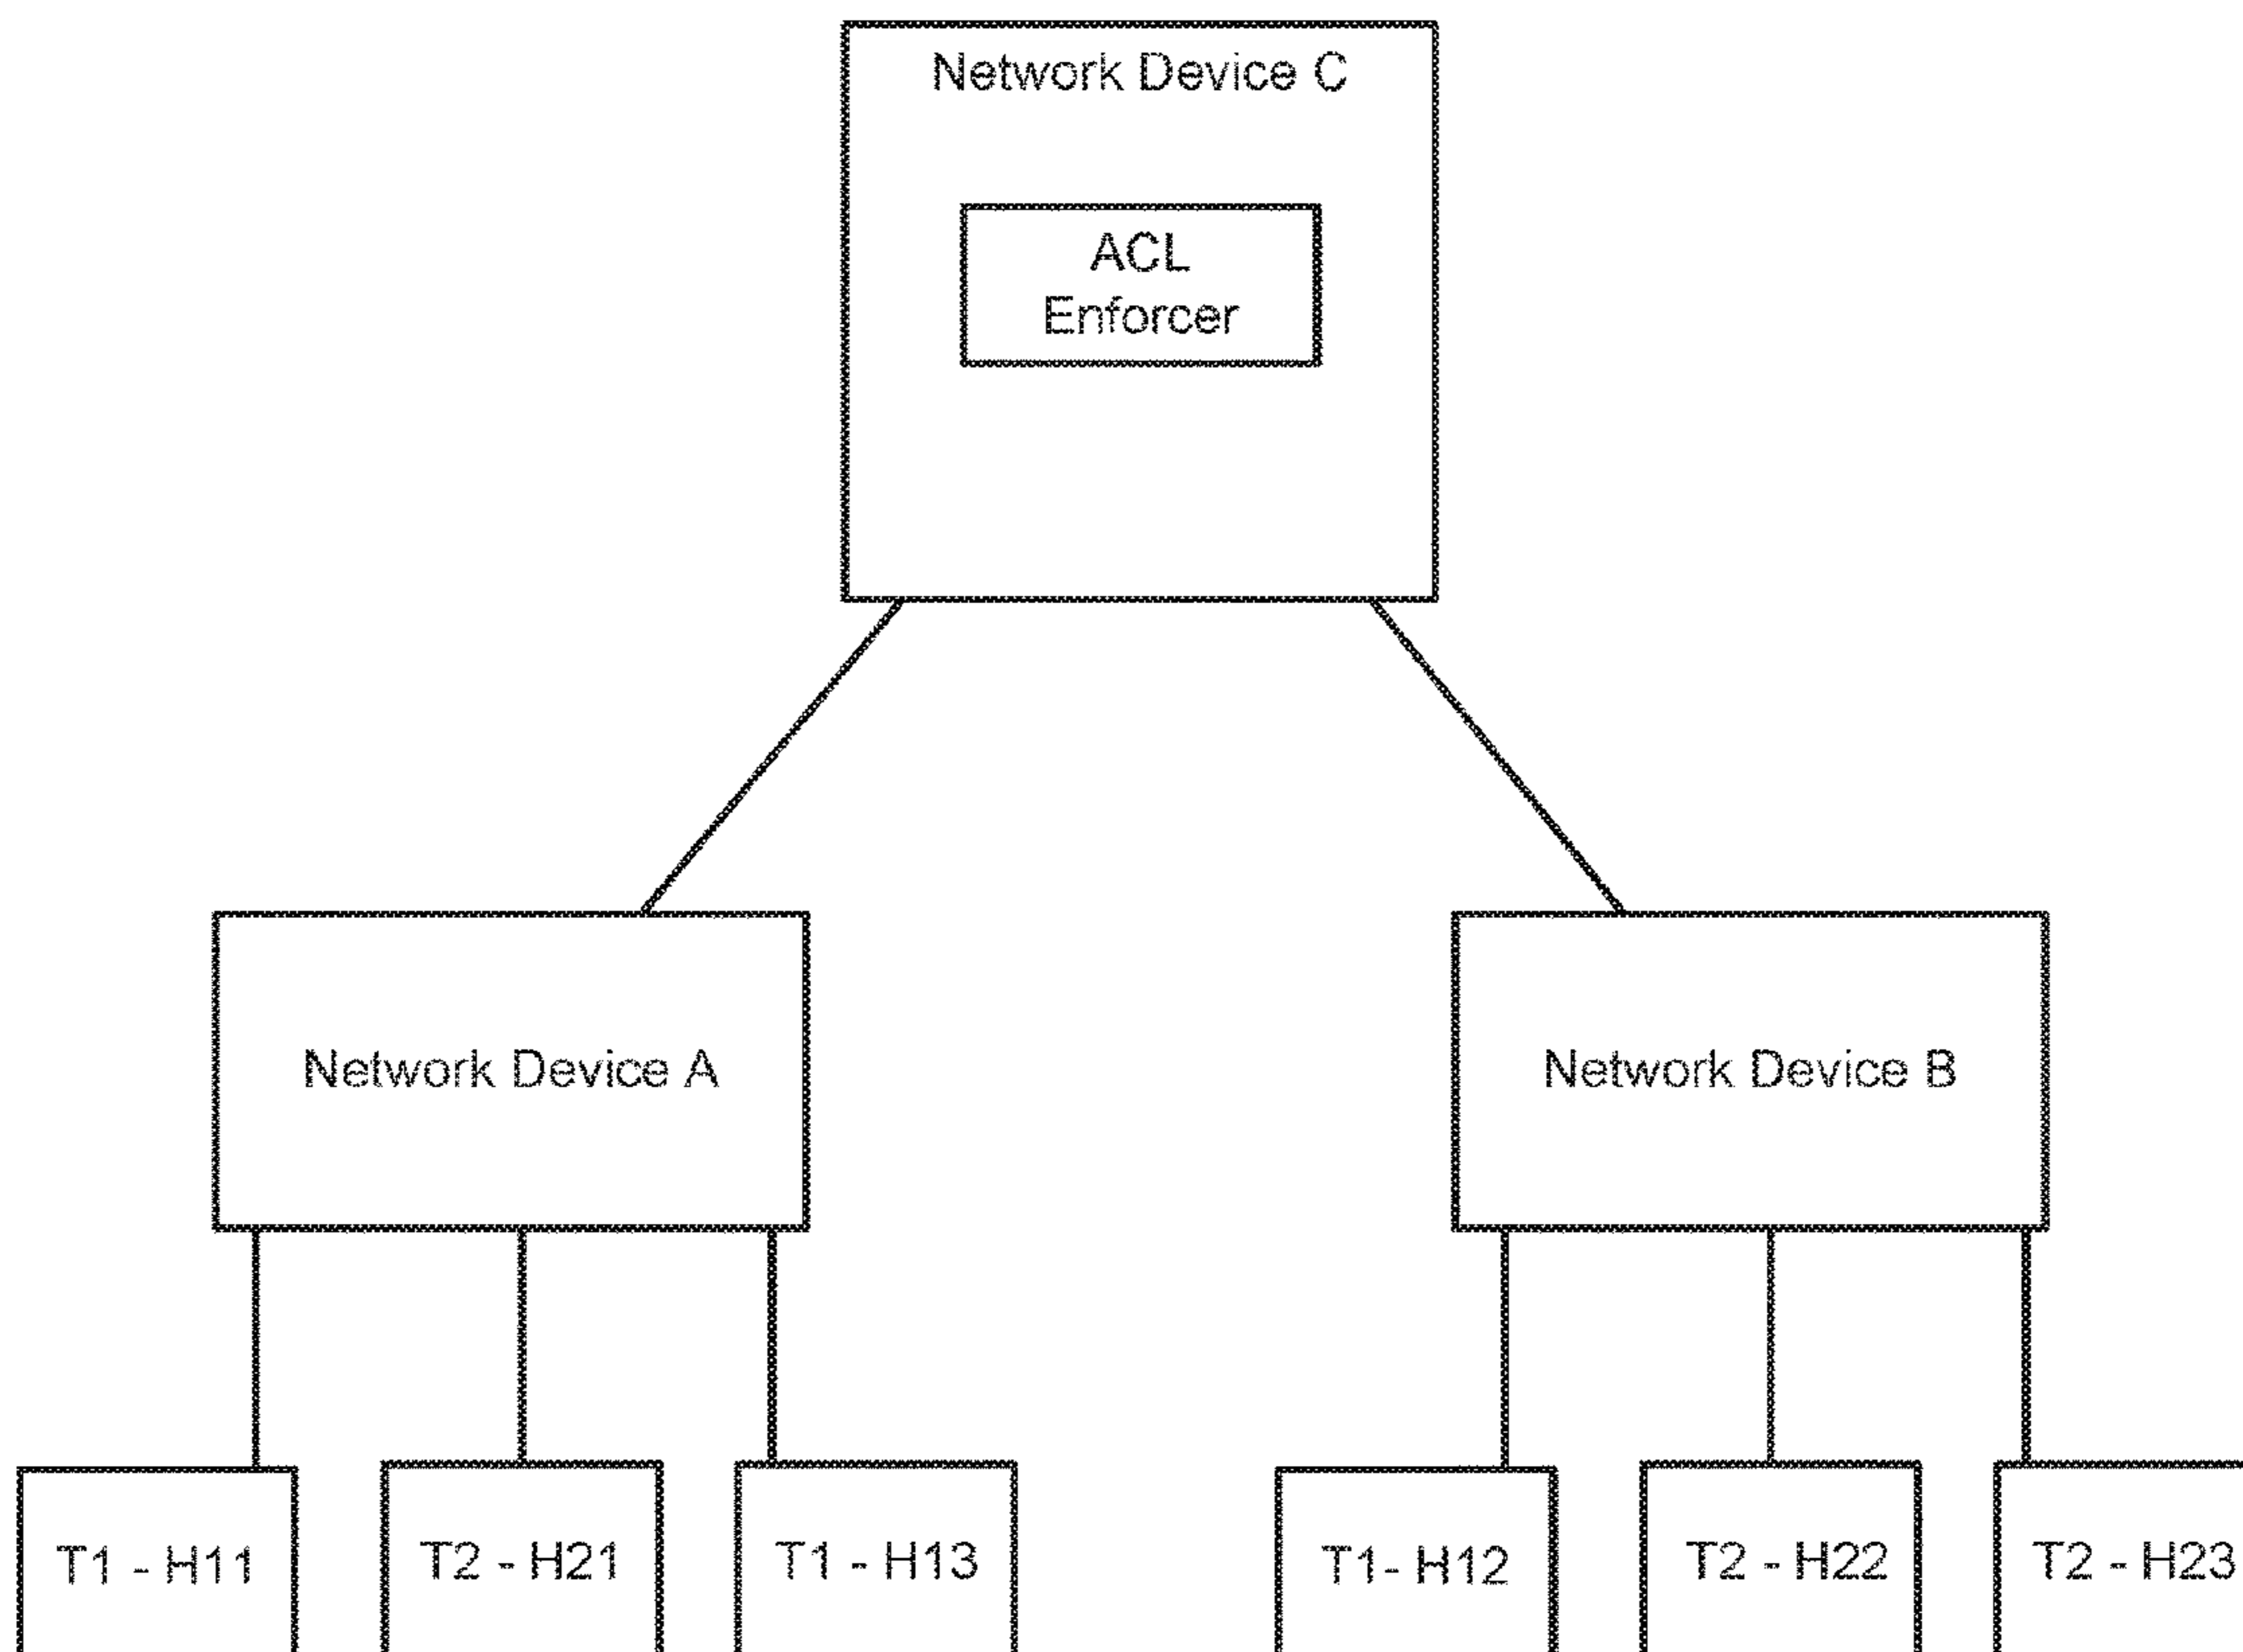 Network Device C
ACL
Enforcer
Network Device A
Network Device B
T1 - H11
T2 - H21
T1 - H13
T1- H12
T2 - H22
T2 - H23